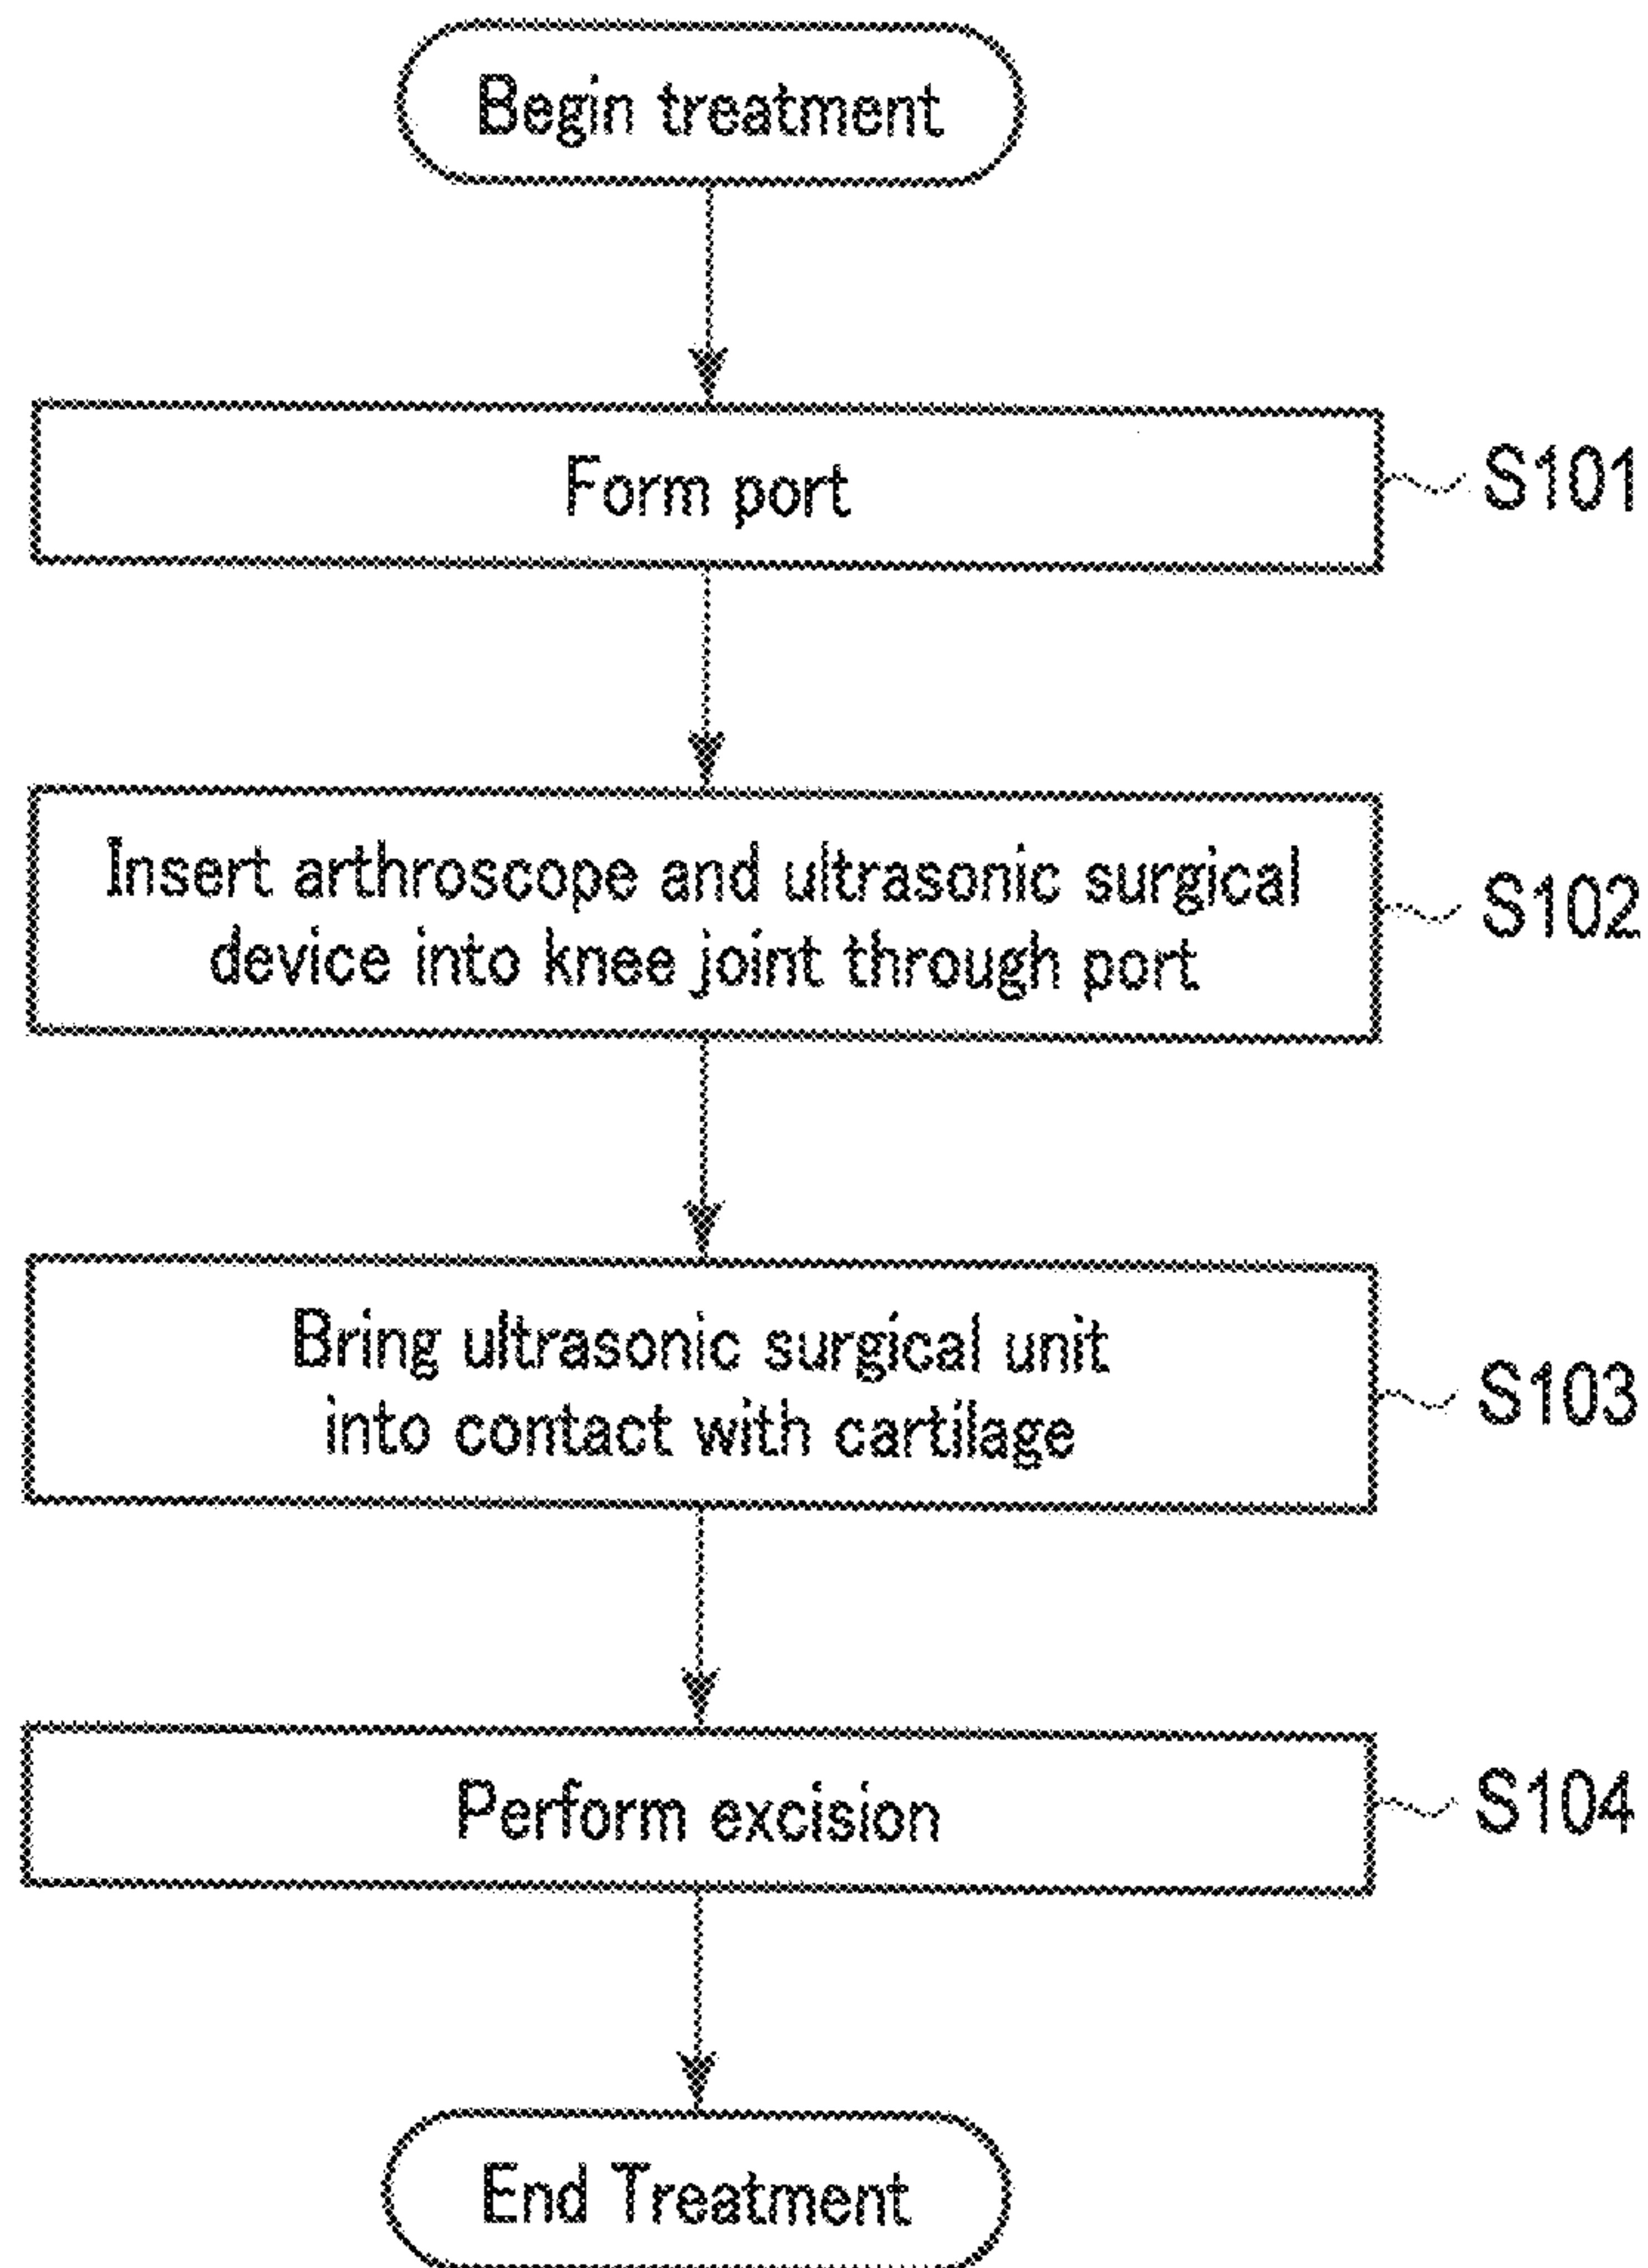 Begin treatment
Form port
S101
Insert arthroscope and ultrasonic surgical
device into knee joint through port
S102
Bring ultrasonic surgical unit
into contact with cartilage
S103
Perform excision
S104
End Treatment